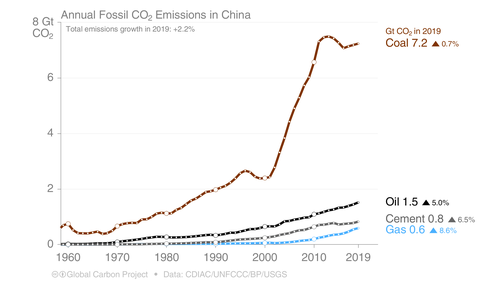 Annual Fossil CO₂ Emissions in China
8 Gt
CO₂
Total emissions growth in 2019: +2.2%
Gt CO₂ in 2019
Coal 7.2 ▲ 0.7%
6
4
2
Oil 1.5 ▲ 5.0%
Cement 0.8 ▲ 6.5%
Gas 0.6 ▲ 8.6%
0
1960 1970 1980 1990 2000 2010 2019
Global Carbon Project • Data: CDIAC/UNFCCC/BP/USGS